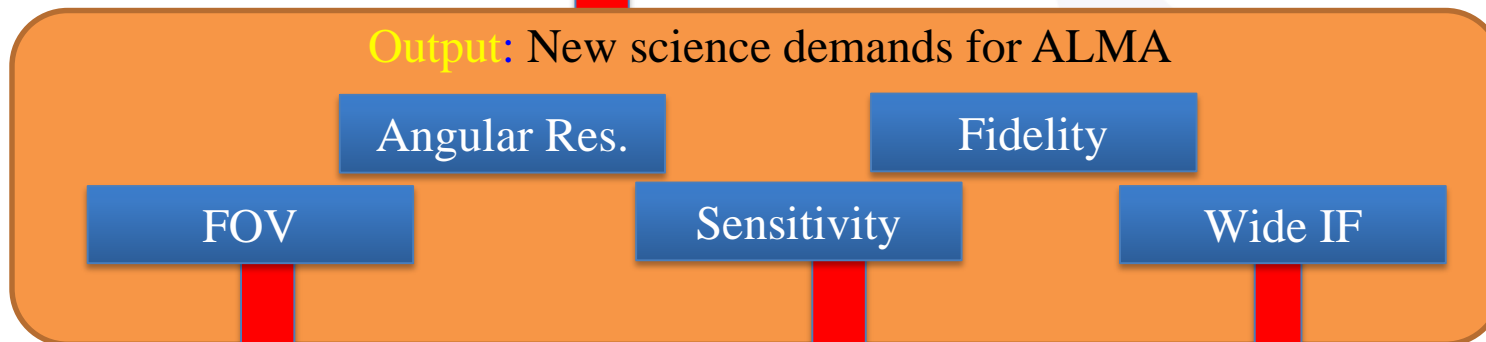 Output: New science demands for ALMA
Angular Res.
Fidelity
FOV
Sensitivity
Wide IF